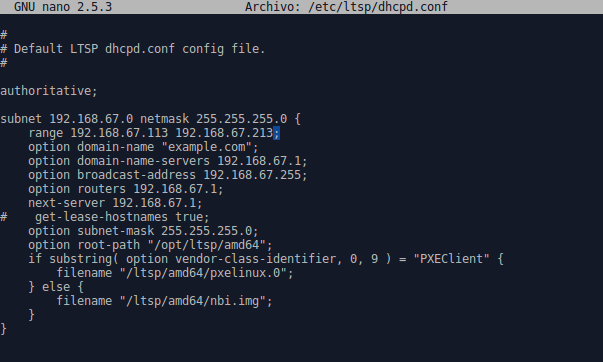 GNU nano 2.5.3 Archivo: /etc/ltsp/dhcpd.conf
#
# Default LTSP dhcpd.conf config file.
#
authoritative;
subnet 192.168.67.0 netmask 255.255.255.0 {
range 192.168.67.113 192.168.67.213;
option domain-name "example.com";
option domain-name-servers 192.168.67.1;
option broadcast-address 192.168.67.255;
option routers 192.168.67.1;
next-server 192.168.67.1;
# get-lease-hostnames true;
option subnet-mask 255.255.255.0;
option root-path "/opt/ltsp/amd64";
if substring( option vendor-class-identifier, 0, 9 ) = "PXEClient" {
filename "/ltsp/amd64/pxelinux.0";
} else {
filename "/ltsp/amd64/nbi.img";
}
}